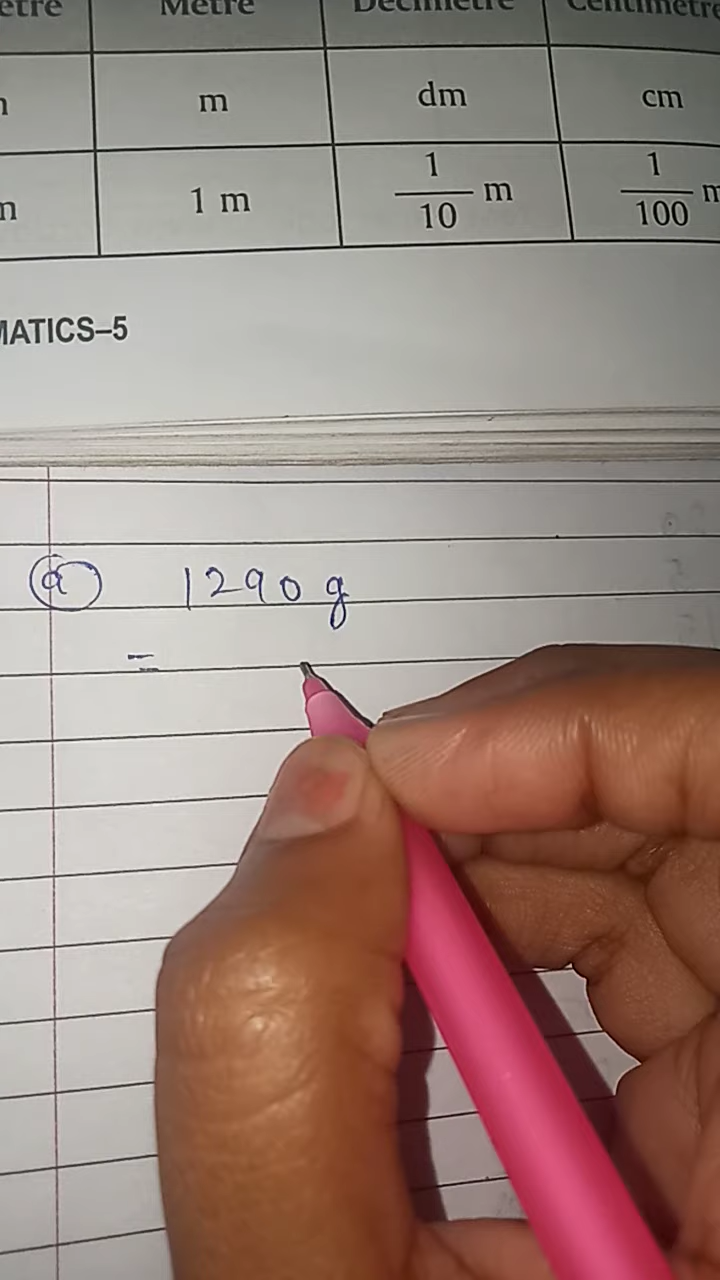 etre Metre Decimetre Centimetre
m dm cm
m 1 m 1/10 m 1/100 m
MATICS–5
(a) 1290 g
=